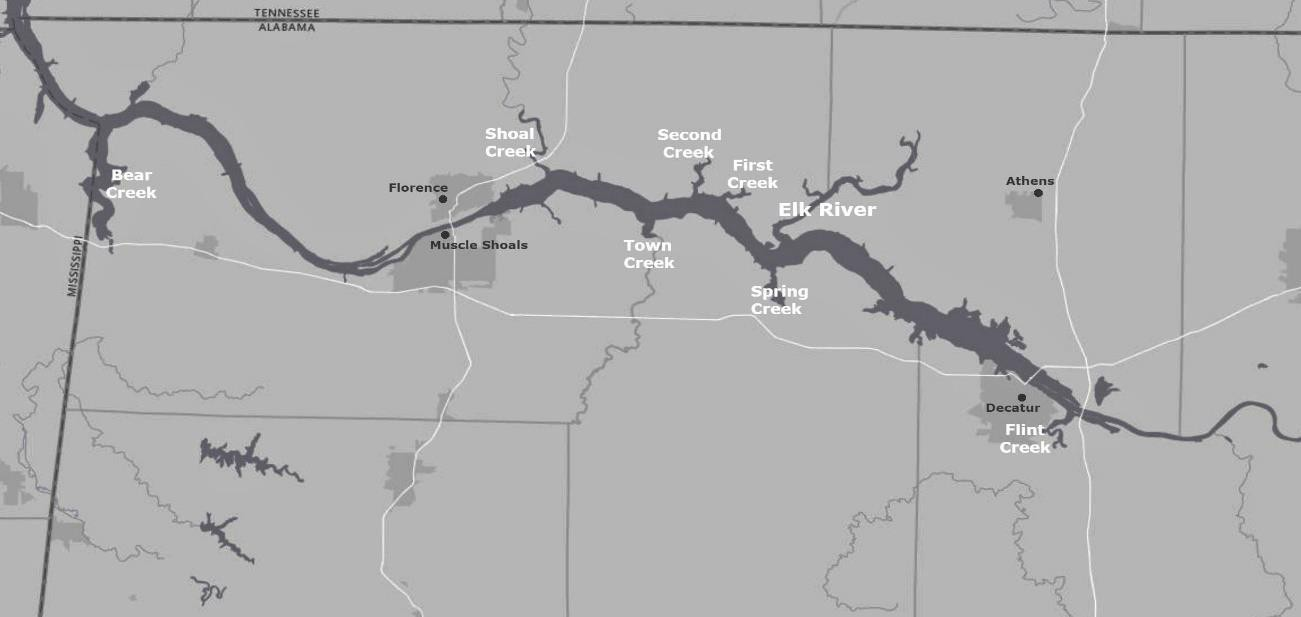 TENNESSEE
ALABAMA
Shoal
Creek
Second
Creek
First
Creek
Bear
Creek
Florence
Athens
Elk River
Muscle Shoals
Town
Creek
MISSISSIPPI
Spring
Creek
Decatur
Flint
Creek